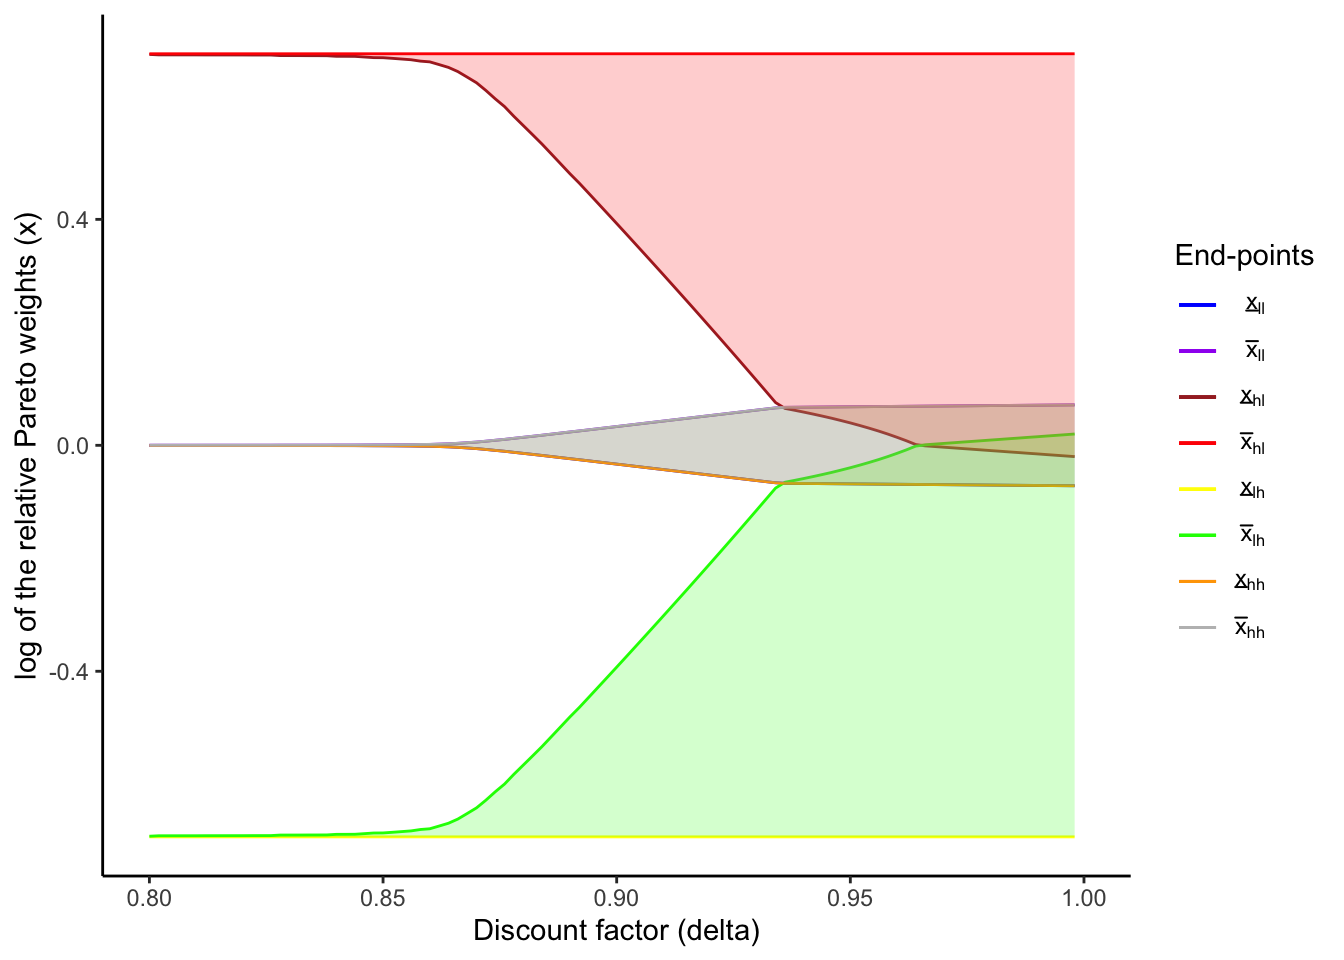 log of the relative Pareto weights (x)
0.4
0.0
-0.4
0.80
0.85
0.90
0.95
1.00
Discount factor (delta)
End-points
x̲ll
x̅ll
x̲hl
x̅hl
x̲lh
x̅lh
x̲hh
x̅hh